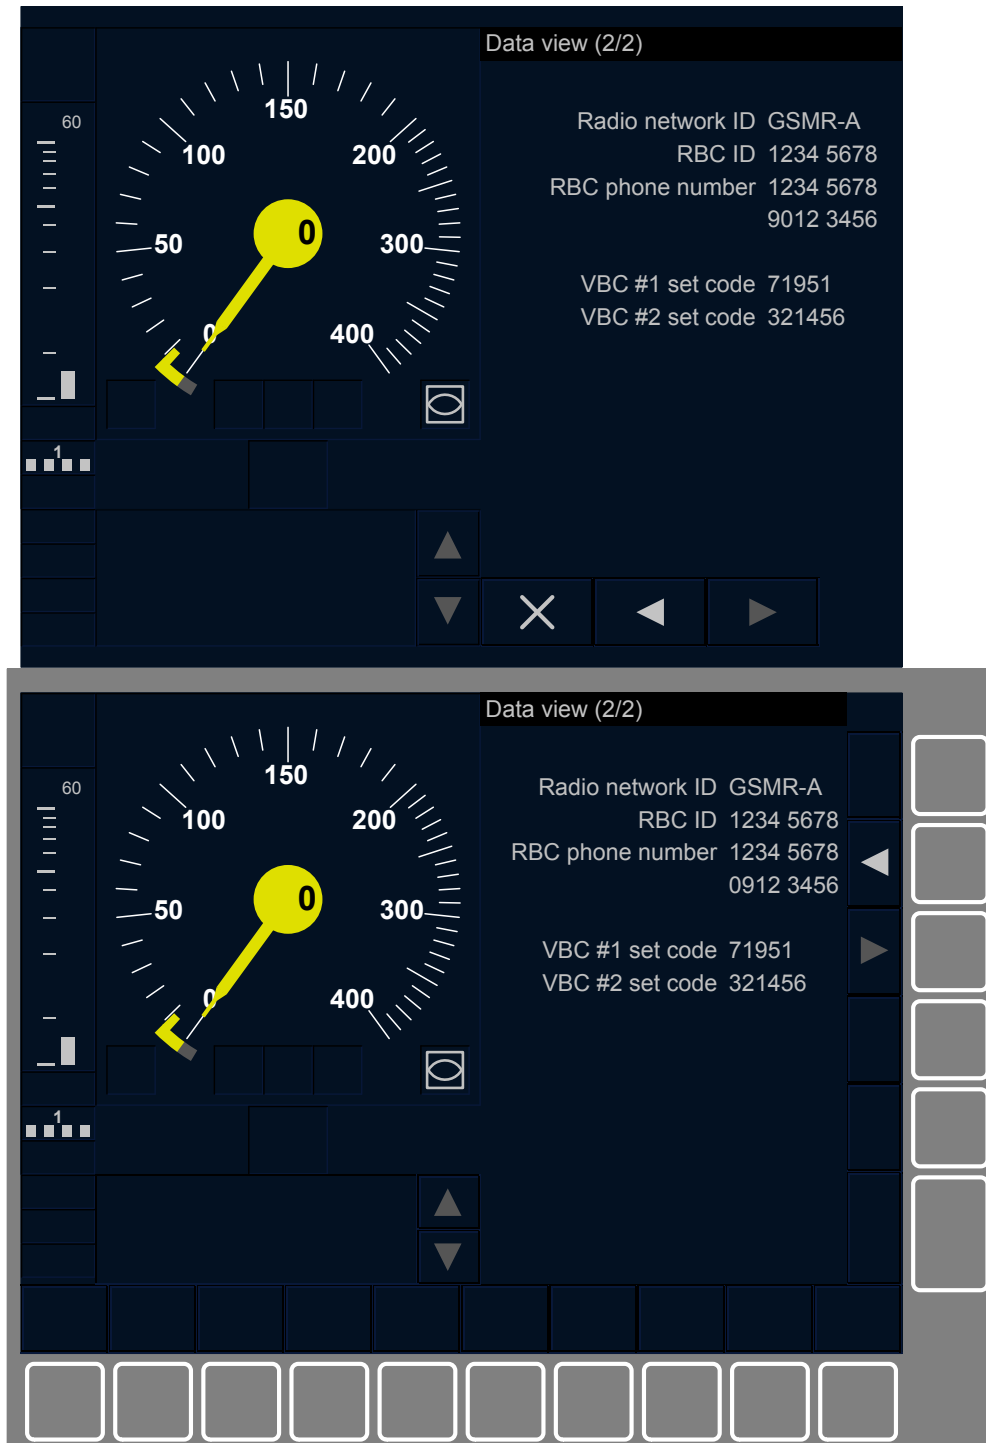 Data view (2/2)
60
150
100
200
50
0
300
0
400
1
Radio network ID GSMR-A
RBC ID 1234 5678
RBC phone number 1234 5678
9012 3456
VBC #1 set code 71951
VBC #2 set code 321456
Data view (2/2)
60
150
100
200
50
0
300
0
400
1
Radio network ID GSMR-A
RBC ID 1234 5678
RBC phone number 1234 5678
0912 3456
VBC #1 set code 71951
VBC #2 set code 321456